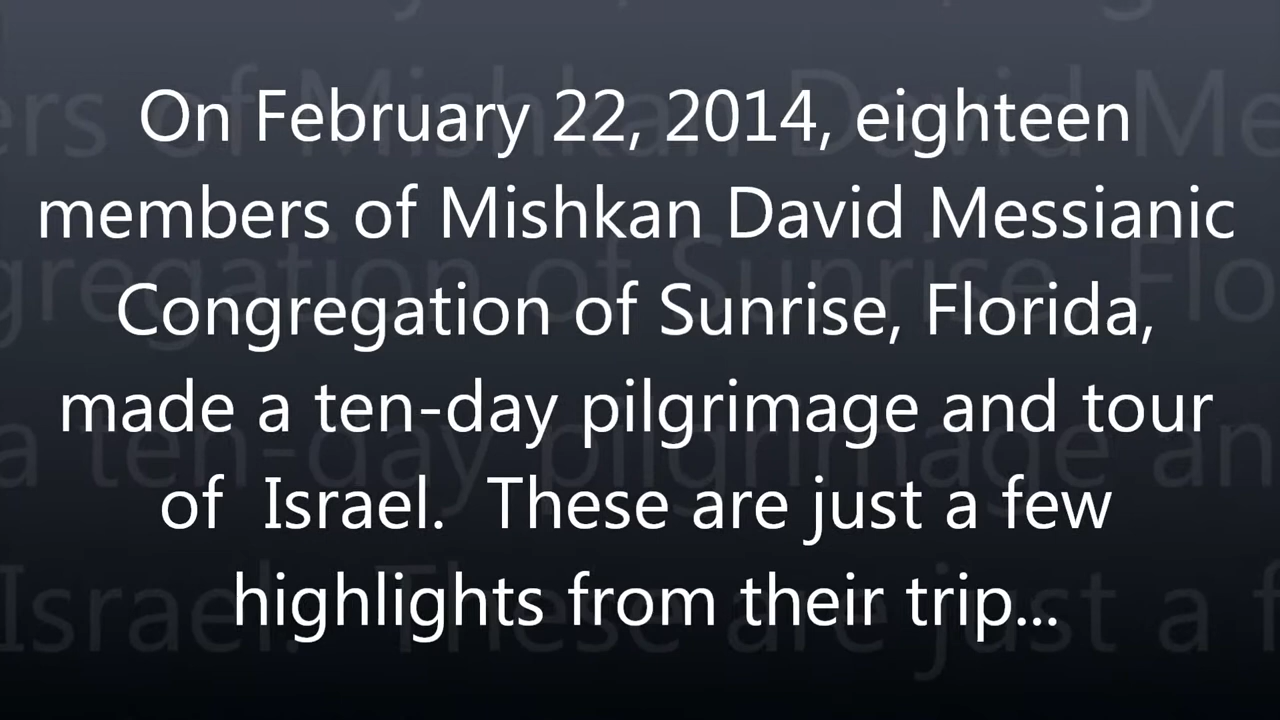 On February 22, 2014, eighteen
members of Mishkan David Messianic
Congregation of Sunrise, Florida,
made a ten-day pilgrimage and tour
of  Israel.  These are just a few
highlights from their trip...